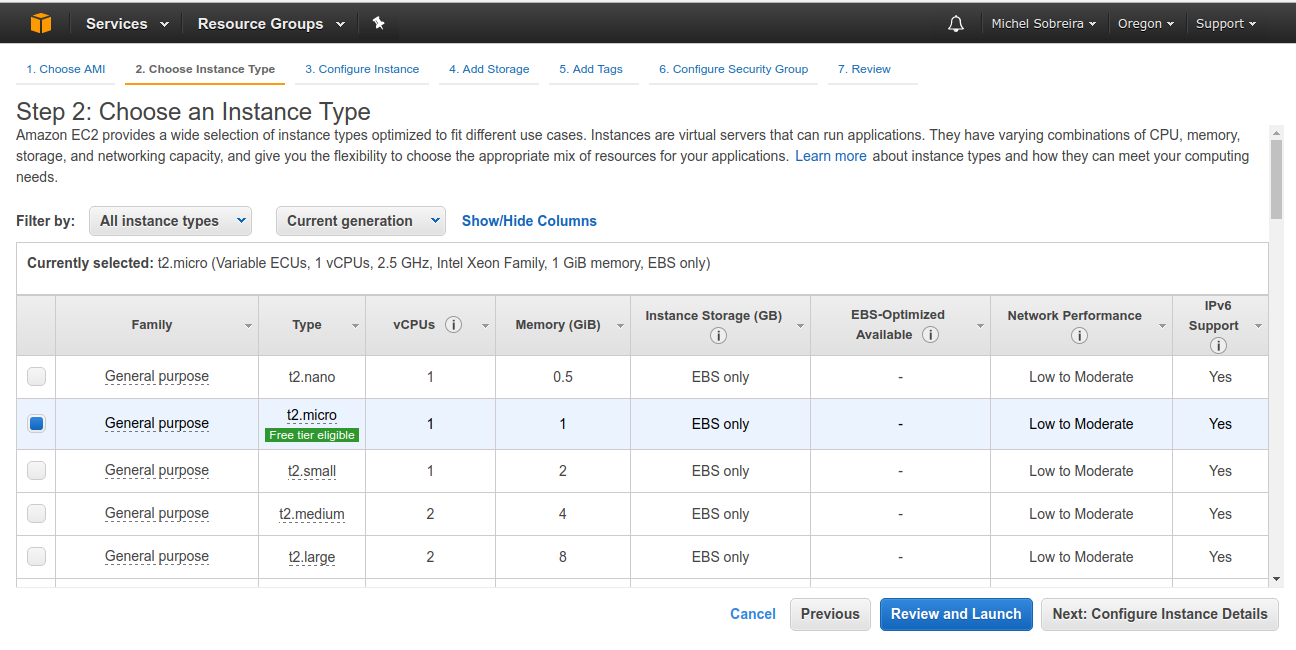 Services Resource Groups Michel Sobreira Oregon Support
1. Choose AMI 2. Choose Instance Type 3. Configure Instance 4. Add Storage 5. Add Tags 6. Configure Security Group 7. Review
Step 2: Choose an Instance Type
Amazon EC2 provides a wide selection of instance types optimized to fit different use cases. Instances are virtual servers that can run applications. They have varying combinations of CPU, memory,
storage, and networking capacity, and give you the flexibility to choose the appropriate mix of resources for your applications. Learn more about instance types and how they can meet your computing
needs.
Filter by: All instance types Current generation Show/Hide Columns
Currently selected: t2.micro (Variable ECUs, 1 vCPUs, 2.5 GHz, Intel Xeon Family, 1 GiB memory, EBS only)
Family Type vCPUs i Memory (GiB) Instance Storage (GB) i EBS-Optimized Available i Network Performance i IPv6 Support i
General purpose t2.nano 1 0.5 EBS only - Low to Moderate Yes
General purpose t2.micro Free tier eligible 1 1 EBS only - Low to Moderate Yes
General purpose t2.small 1 2 EBS only - Low to Moderate Yes
General purpose t2.medium 2 4 EBS only - Low to Moderate Yes
General purpose t2.large 2 8 EBS only - Low to Moderate Yes
Cancel Previous Review and Launch Next: Configure Instance Details